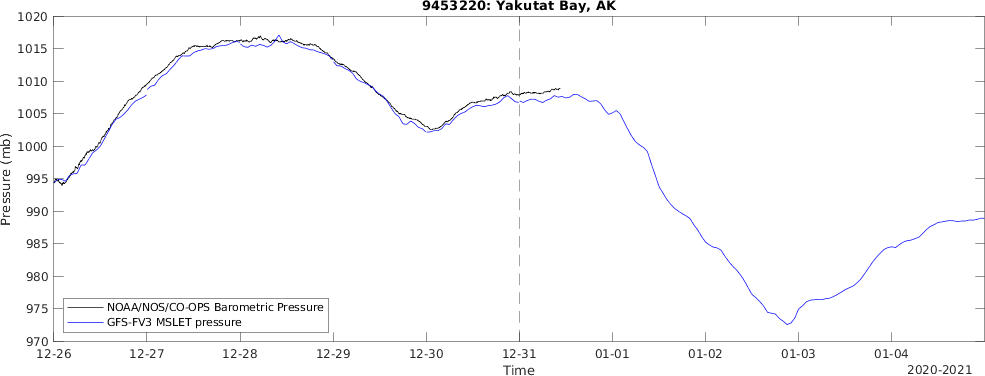 9453220: Yakutat Bay, AK
1020
1015
1010
1005
1000
995
990
985
980
975
970
Pressure (mb)
NOAA/NOS/CO-OPS Barometric Pressure
GFS-FV3 MSLET pressure
12-26 12-27 12-28 12-29 12-30 12-31 01-01 01-02 01-03 01-04
Time
2020-2021